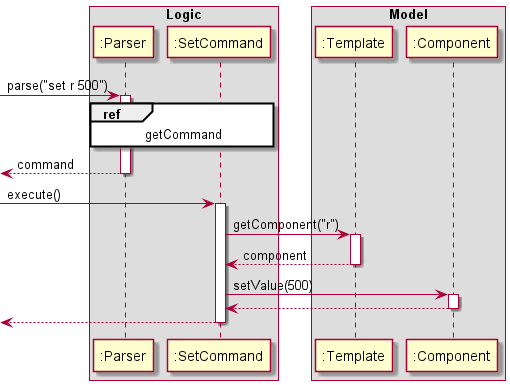 Logic
Model
:Parser
:SetCommand
:Template
:Component
parse("set r 500")
ref
getCommand
command
execute()
getComponent("r")
component
setValue(500)
:Parser
:SetCommand
:Template
:Component